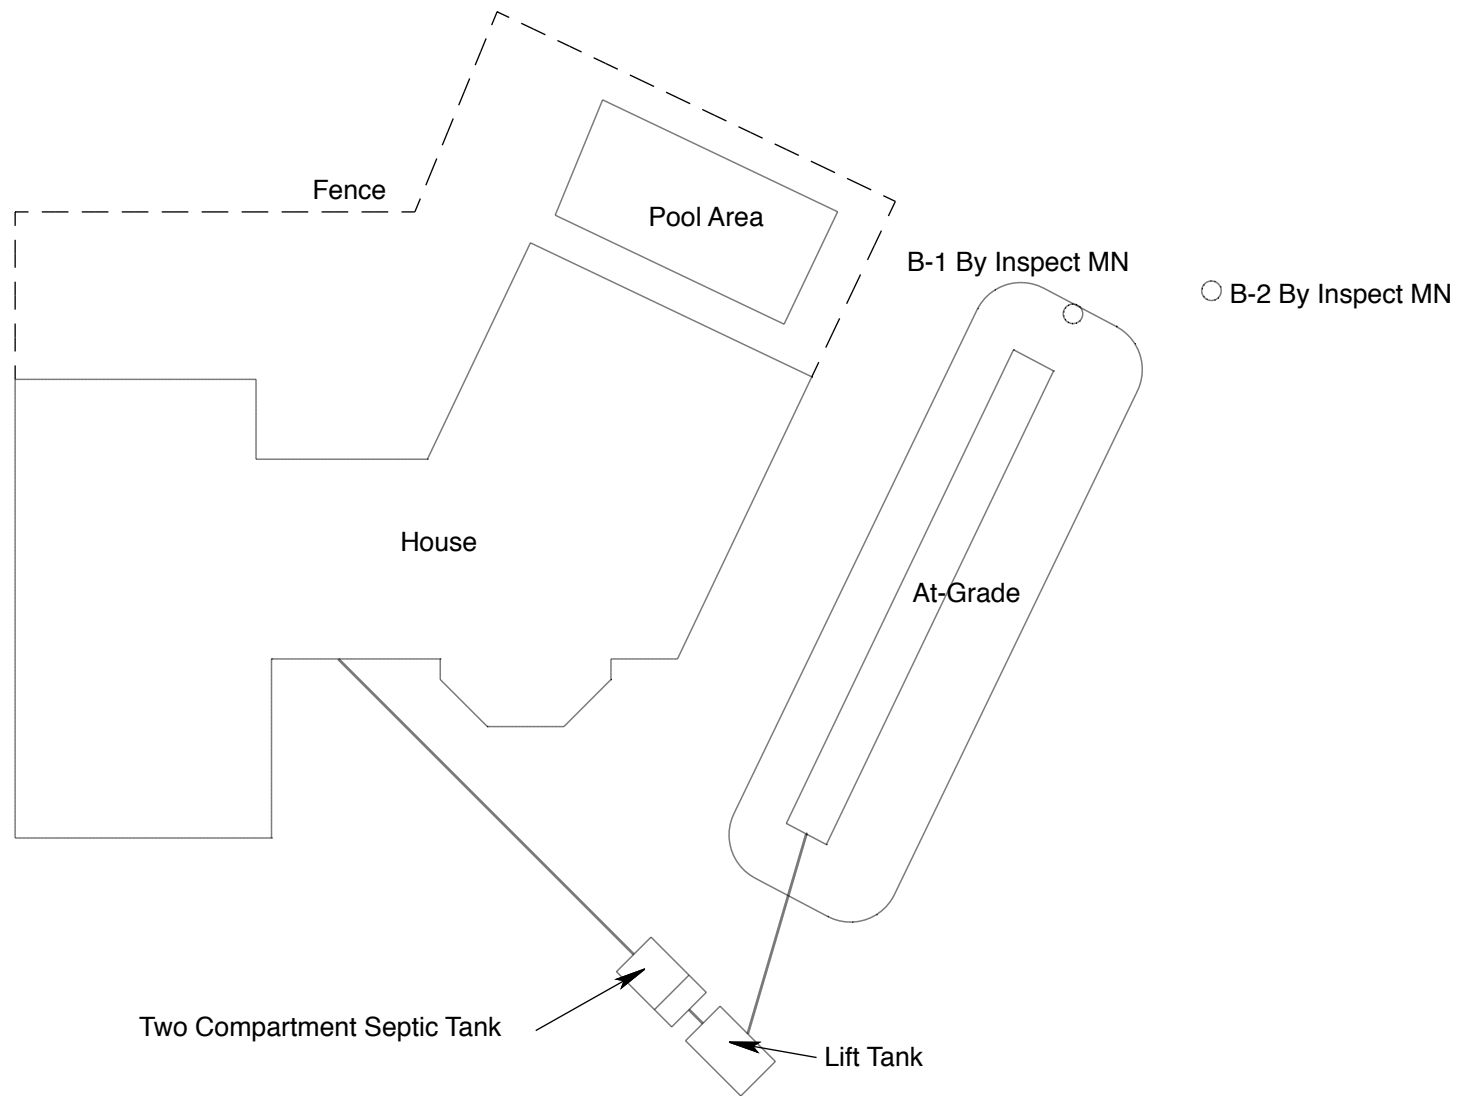 Fence
Pool Area
B-1 By Inspect MN
B-2 By Inspect MN
House
At-Grade
Two Compartment Septic Tank
Lift Tank